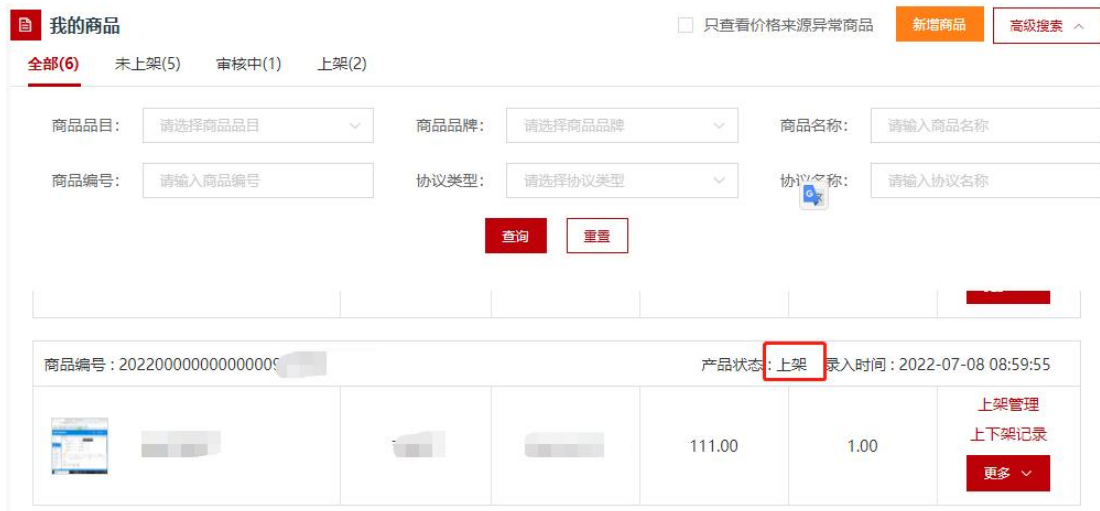 我的商品 只查看价格来源异常商品 新增商品 高级搜索
全部(6) 未上架(5) 审核中(1) 上架(2)
商品品目： 请选择商品品目 商品品牌： 请选择商品品牌 商品名称： 请输入商品名称
商品编号： 请输入商品编号 协议类型： 请选择协议类型 协议名称： 请输入协议名称
查询 重置
商品编号 : 2022000000000000009 产品状态 : 上架 录入时间 : 2022-07-08 08:59:55
上架管理
111.00 1.00 上下架记录
更多